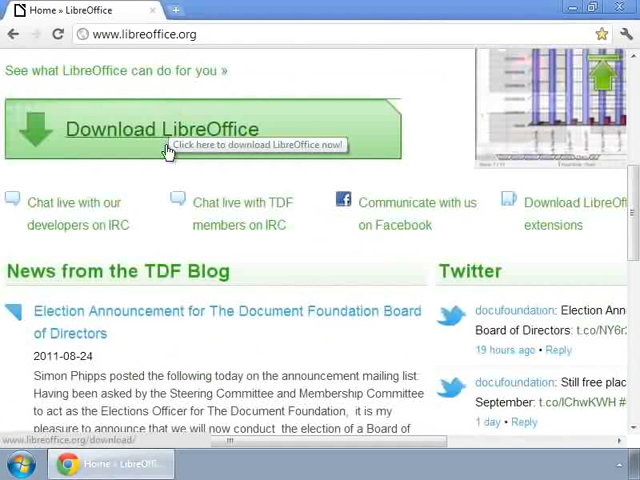 Home » LibreOffice
www.libreoffice.org
See what LibreOffice can do for you »
Download LibreOffice
Click here to download LibreOffice now!
Chat live with our
developers on IRC
Chat live with TDF
members on IRC
Communicate with us
on Facebook
Download LibreOf
extensions
News from the TDF Blog
Election Announcement for The Document Foundation Board
of Directors
2011-08-24
Simon Phipps posted the following today on the announcement mailing list:
Having been asked by the Steering Committee and Membership Committee
to act as the Elections Officer for The Document Foundation, it is my
pleasure to announce that we will now conduct the election of a Board of
Twitter
docufoundation: Election Ann
Board of Directors: t.co/NY6r
19 hours ago • Reply
docufoundation: Still free plac
September: t.co/lChwKWH #
1 day • Reply
www.libreoffice.org/download/
Home » LibreOffi...